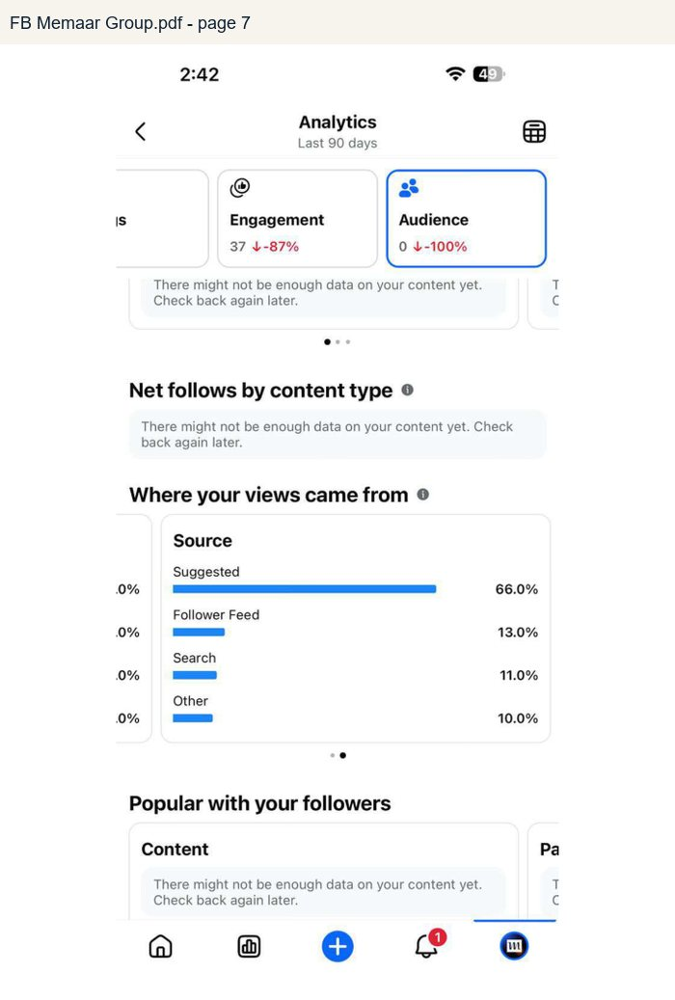 FB Memaar Group.pdf - page 7
2:42
49
Analytics
Last 90 days
gs
Engagement
37 ↓-87%
Audience
0 ↓-100%
There might not be enough data on your content yet.
Check back again later.
T
C
Net follows by content type
There might not be enough data on your content yet. Check
back again later.
Where your views came from
Source
Suggested
.0%
66.0%
Follower Feed
.0%
13.0%
Search
.0%
11.0%
Other
.0%
10.0%
Popular with your followers
Content
Pa
There might not be enough data on your content yet.
Check back again later.
T
C
1